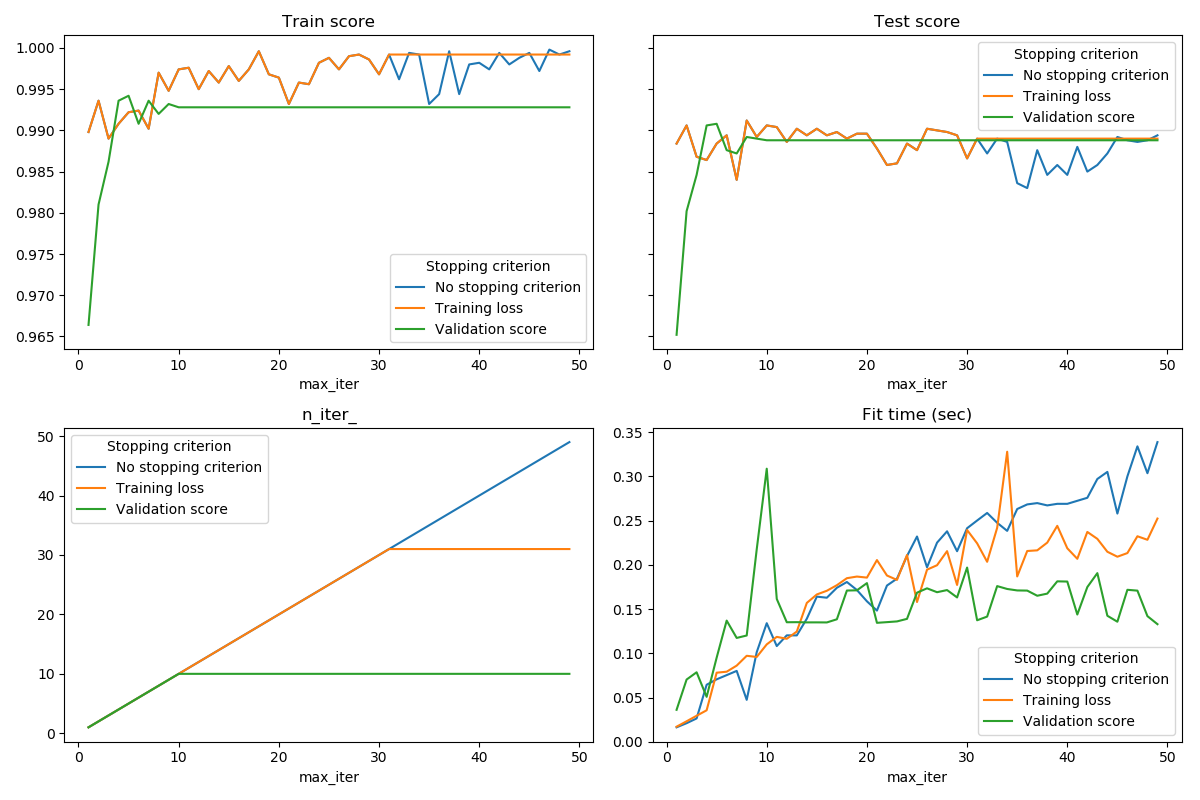 Train score
1.000
0.995
0.990
0.985
0.980
0.975
0.970
0.965
0 10 20 30 40 50
max_iter
Stopping criterion
No stopping criterion
Training loss
Validation score
Test score
Stopping criterion
No stopping criterion
Training loss
Validation score
0 10 20 30 40 50
max_iter
n_iter_
50
40
30
20
10
0
Stopping criterion
No stopping criterion
Training loss
Validation score
0 10 20 30 40 50
max_iter
Fit time (sec)
0.35
0.30
0.25
0.20
0.15
0.10
0.05
0.00
Stopping criterion
No stopping criterion
Training loss
Validation score
0 10 20 30 40 50
max_iter